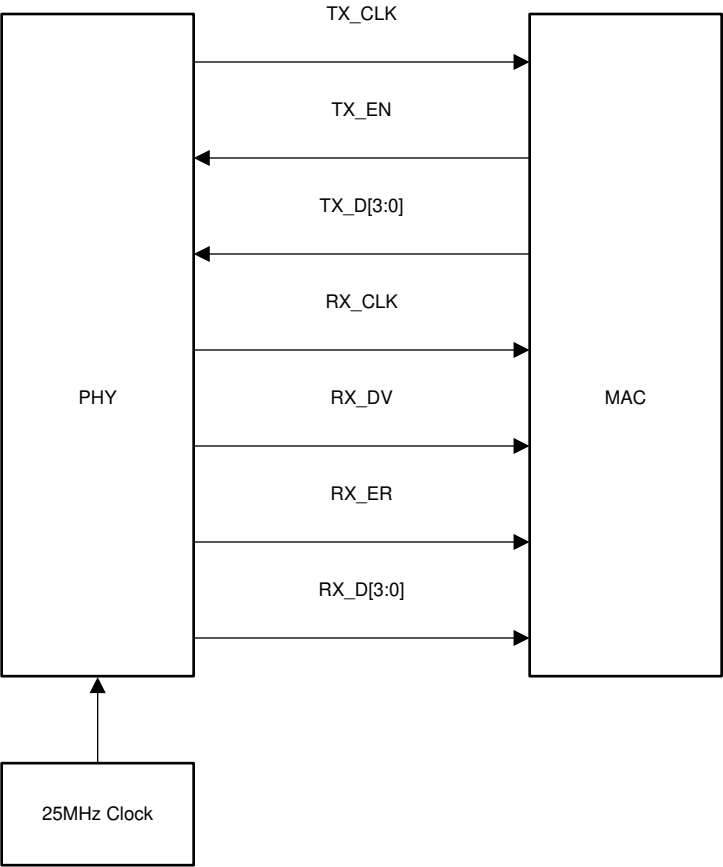 TX_CLK
TX_EN
TX_D[3:0]
RX_CLK
PHY
RX_DV
MAC
RX_ER
RX_D[3:0]
25MHz Clock